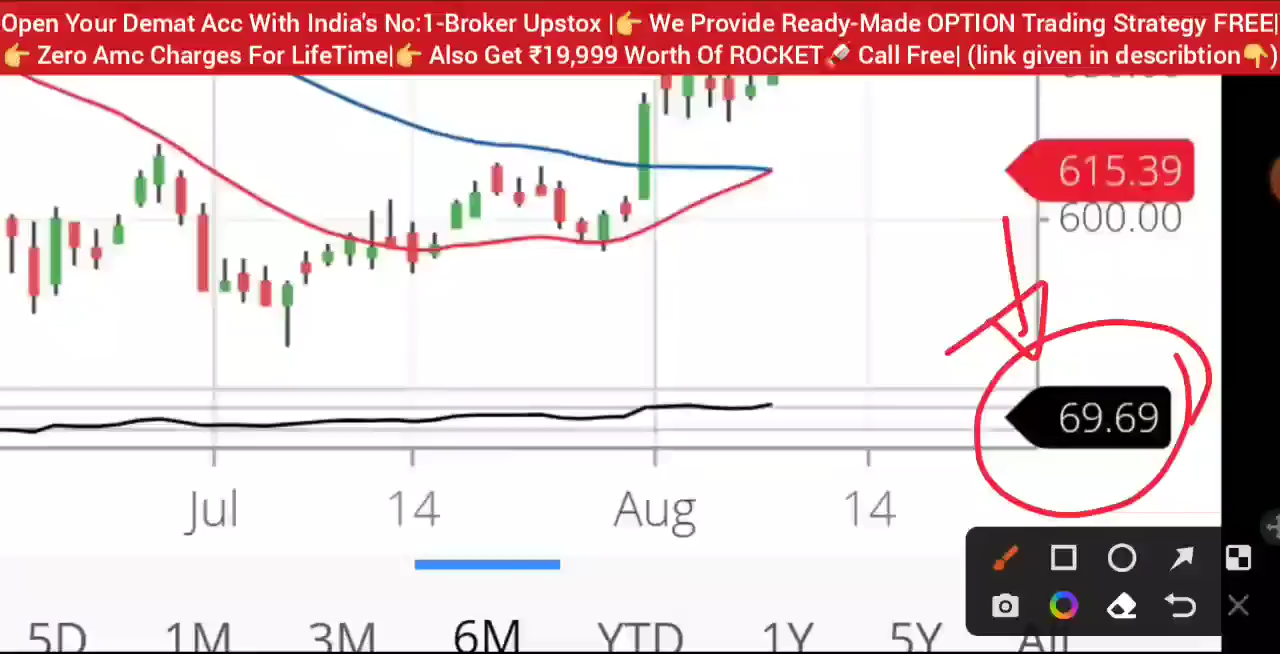 Open Your Demat Acc With India's No:1-Broker Upstox |👉 We Provide Ready-Made OPTION Trading Strategy FREE|
👉 Zero Amc Charges For LifeTime|👉 Also Get ₹19,999 Worth Of ROCKET🚀 Call Free| (link given in describtion👇)
615.39
600.00
69.69
Jul 14 Aug 14
5D 1M 3M 6M YTD 1Y 5Y All